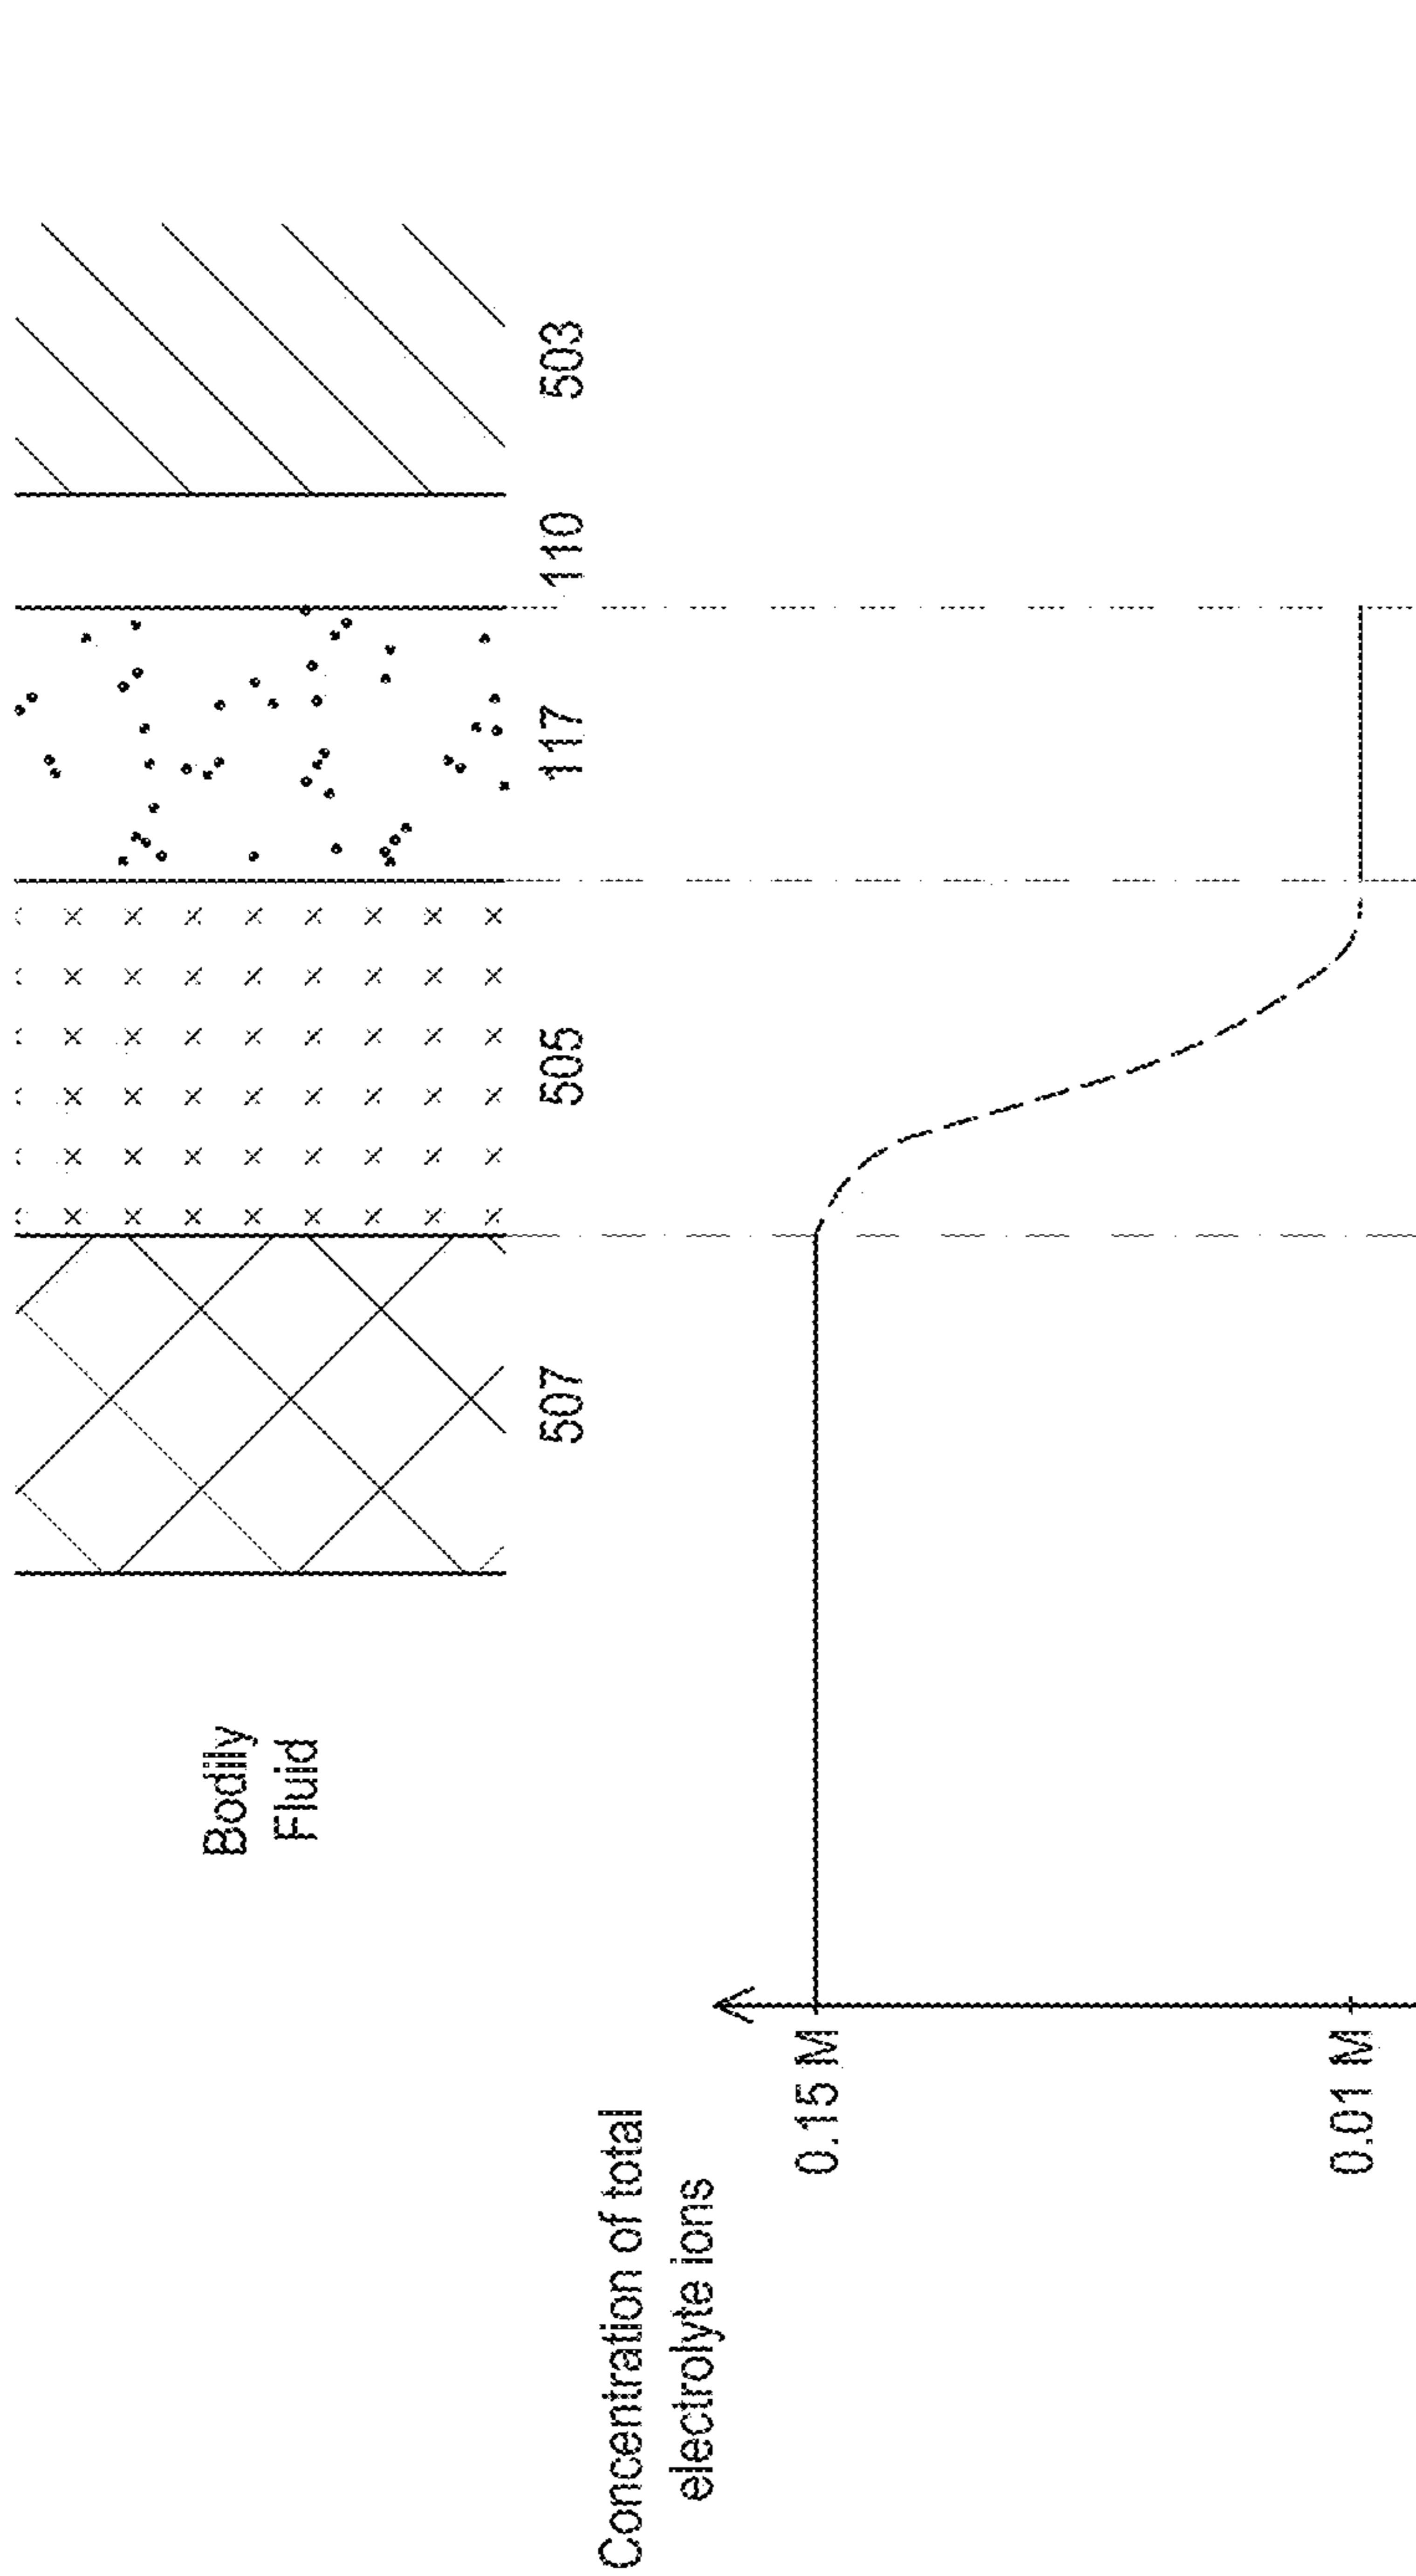 Bodily
Fluid
507
505
117
110
503
Concentration of total
electrolyte ions
0.15 M
0.01 M